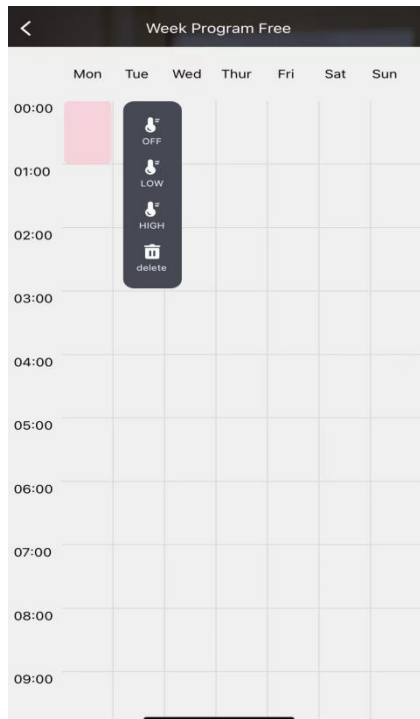 Week Program Free
Mon Tue Wed Thur Fri Sat Sun
00:00
OFF
01:00
LOW
02:00
HIGH
delete
03:00
04:00
05:00
06:00
07:00
08:00
09:00